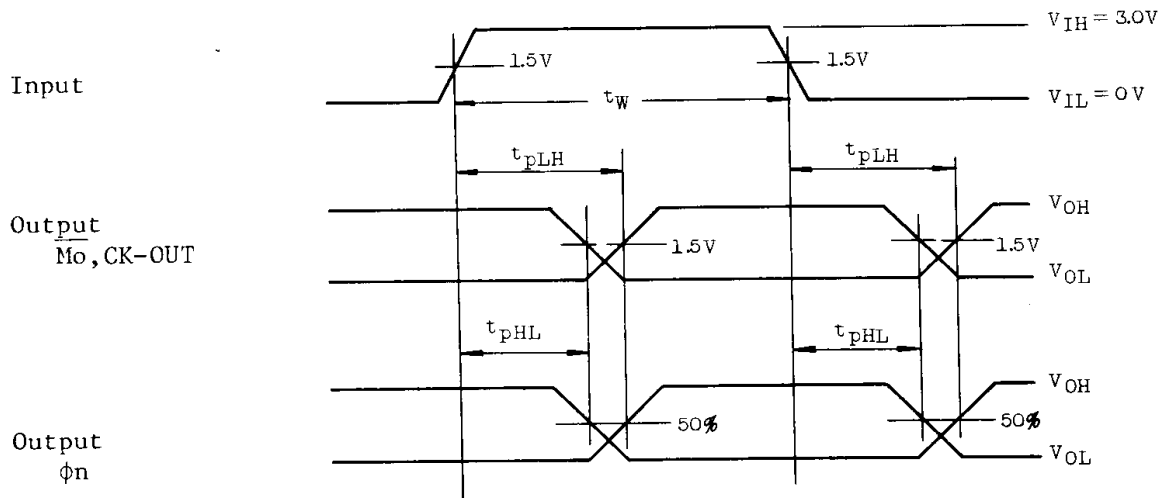 V_IH = 3.0V
1.5V
1.5V
Input
t_W
V_IL = 0V
t_pLH
t_pLH
V_OH
Output
M̅o̅,CK-OUT
1.5V
1.5V
V_OL
t_pHL
t_pHL
V_OH
50%
50%
Output
V_OL
φn